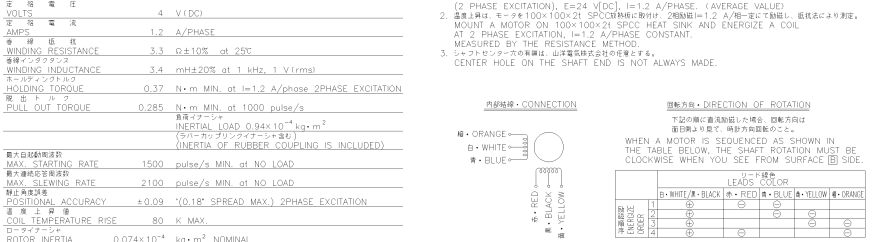 定格電圧
VOLTS 4 V(DC)
定格電流
AMPS 1.2 A/PHASE
巻線抵抗
WINDING RESISTANCE 3.3 Ω±10% at 25℃
巻線インダクタンス
WINDING INDUCTANCE 3.4 mH±20% at 1 kHz, 1 V(rms)
ホールディングトルク
HOLDING TORQUE 0.37 N・m MIN. at I=1.2 A/phase 2PHASE EXCITATION
脱出トルク
PULL OUT TORQUE 0.285 N・m MIN. at 1000 pulse/s
負荷イナーシャ
INERTIAL LOAD 0.94×10⁻⁴ kg・m²
(ラバーカップリングイナーシャ含む)
(INERTIA OF RUBBER COUPLING IS INCLUDED)
最大自起動周波数
MAX. STARTING RATE 1500 pulse/s MIN. at NO LOAD
最大連続応答周波数
MAX. SLEWING RATE 2100 pulse/s MIN. at NO LOAD
静止角度誤差
POSITIONAL ACCURACY ±0.09 °(0.18° SPREAD MAX.) 2PHASE EXCITATION
温度上昇値
COIL TEMPERATURE RISE 80 K MAX.
ロータイナーシャ
ROTOR INERTIA 0.074×10⁻⁴ kg・m² NOMINAL
(2 PHASE EXCITATION), E=24 V[DC], I=1.2 A/PHASE. (AVERAGE VALUE)
2. 温度上昇は、モータを100×100×2t SPCC放熱板に取付け、2相励磁I=1.2 A/相一定にて励磁し、抵抗法により測定。
MOUNT A MOTOR ON 100×100×2t SPCC HEAT SINK AND ENERGIZE A COIL
AT 2 PHASE EXCITATION, I=1.2 A/PHASE CONSTANT.
MEASURED BY THE RESISTANCE METHOD.
3. シャフトセンター穴の有無は、山洋電気株式会社の任意とする。
CENTER HOLE ON THE SHAFT END IS NOT ALWAYS MADE.
内部結線・CONNECTION
橙・ORANGE
白・WHITE
青・BLUE
赤・RED
黒・BLACK
黄・YELLOW
回転方向・DIRECTION OF ROTATION
下記の順に直流励磁した場合、回転方向は
面B側より見て、時計方向回転のこと。
WHEN A MOTOR IS SEQUENCED AS SHOWN IN
THE TABLE BELOW, THE SHAFT ROTATION MUST BE
CLOCKWISE WHEN YOU SEE FROM SURFACE B SIDE.
リード線色
LEADS COLOR
白・WHITE/黒・BLACK 赤・RED 青・BLUE 黄・YELLOW 橙・ORANGE
励磁順序
ENERGIZE ORDER
1 ⊕ ⊖ ⊖
2 ⊕ ⊖ ⊖
3 ⊕ ⊖ ⊖
4 ⊕ ⊖ ⊖